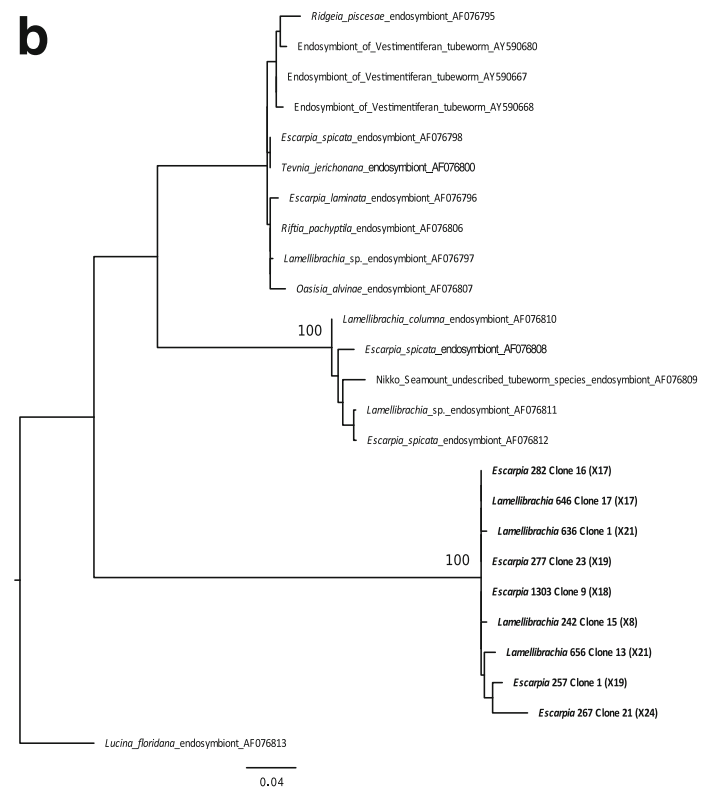 b
Ridgeia_piscesae_endosymbiont_AF076795
Endosymbiont_of_Vestimentiferan_tubeworm_AY590680
Endosymbiont_of_Vestimentiferan_tubeworm_AY590667
Endosymbiont_of_Vestimentiferan_tubeworm_AY590668
Escarpia_spicata_endosymbiont_AF076798
Tevnia_jerichonana_endosymbiont_AF076800
Escarpia_laminata_endosymbiont_AF076796
Riftia_pachyptila_endosymbiont_AF076806
Lamellibrachia_sp._endosymbiont_AF076797
Oasisia_alvinae_endosymbiont_AF076807
Lamellibrachia_columna_endosymbiont_AF076810
100
Escarpia_spicata_endosymbiont_AF076808
Nikko_Seamount_undescribed_tubeworm_species_endosymbiont_AF076809
Lamellibrachia_sp._endosymbiont_AF076811
Escarpia_spicata_endosymbiont_AF076812
Escarpia 282 Clone 16 (X17)
Lamellibrachia 646 Clone 17 (X17)
Lamellibrachia 636 Clone 1 (X21)
100
Escarpia 277 Clone 23 (X19)
Escarpia 1303 Clone 9 (X18)
Lamellibrachia 242 Clone 15 (X8)
Lamellibrachia 656 Clone 13 (X21)
Escarpia 257 Clone 1 (X19)
Escarpia 267 Clone 21 (X24)
Lucina_floridana_endosymbiont_AF076813
0.04